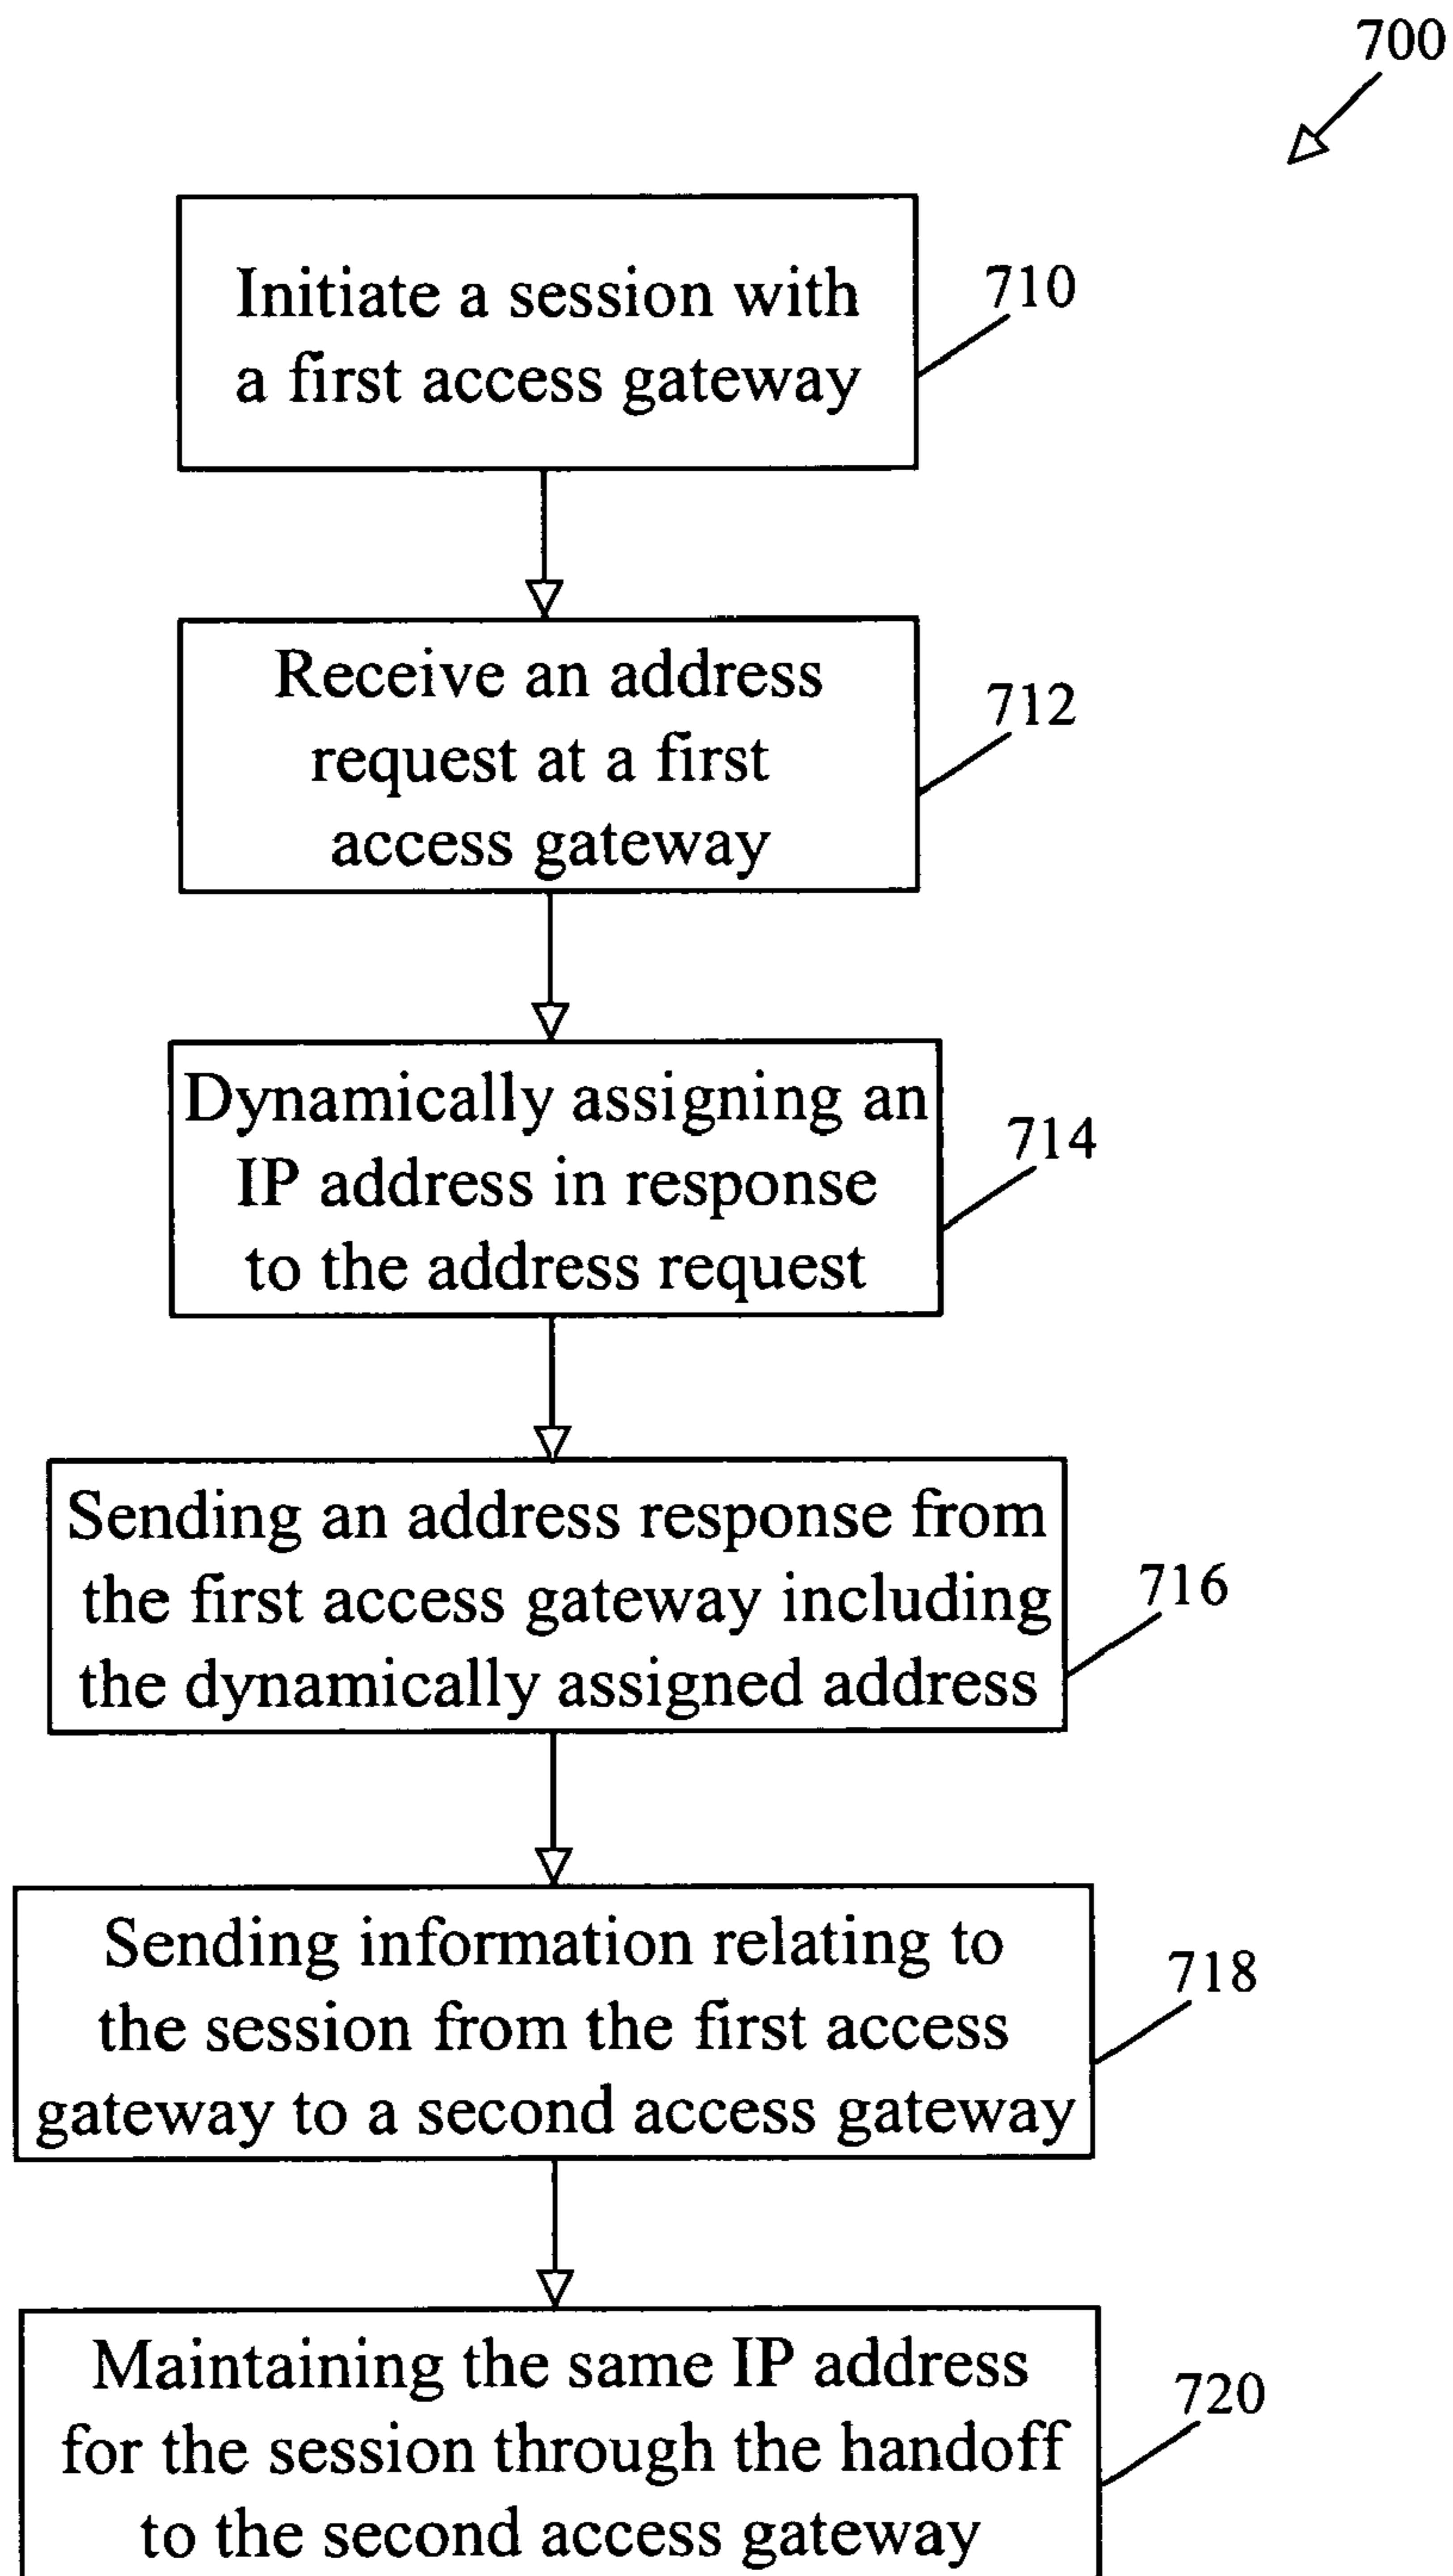 700
Initiate a session with
a first access gateway
710
Receive an address
request at a first
access gateway
712
Dynamically assigning an
IP address in response
to the address request
714
Sending an address response from
the first access gateway including
the dynamically assigned address
716
Sending information relating to
the session from the first access
gateway to a second access gateway
718
Maintaining the same IP address
for the session through the handoff
to the second access gateway
720